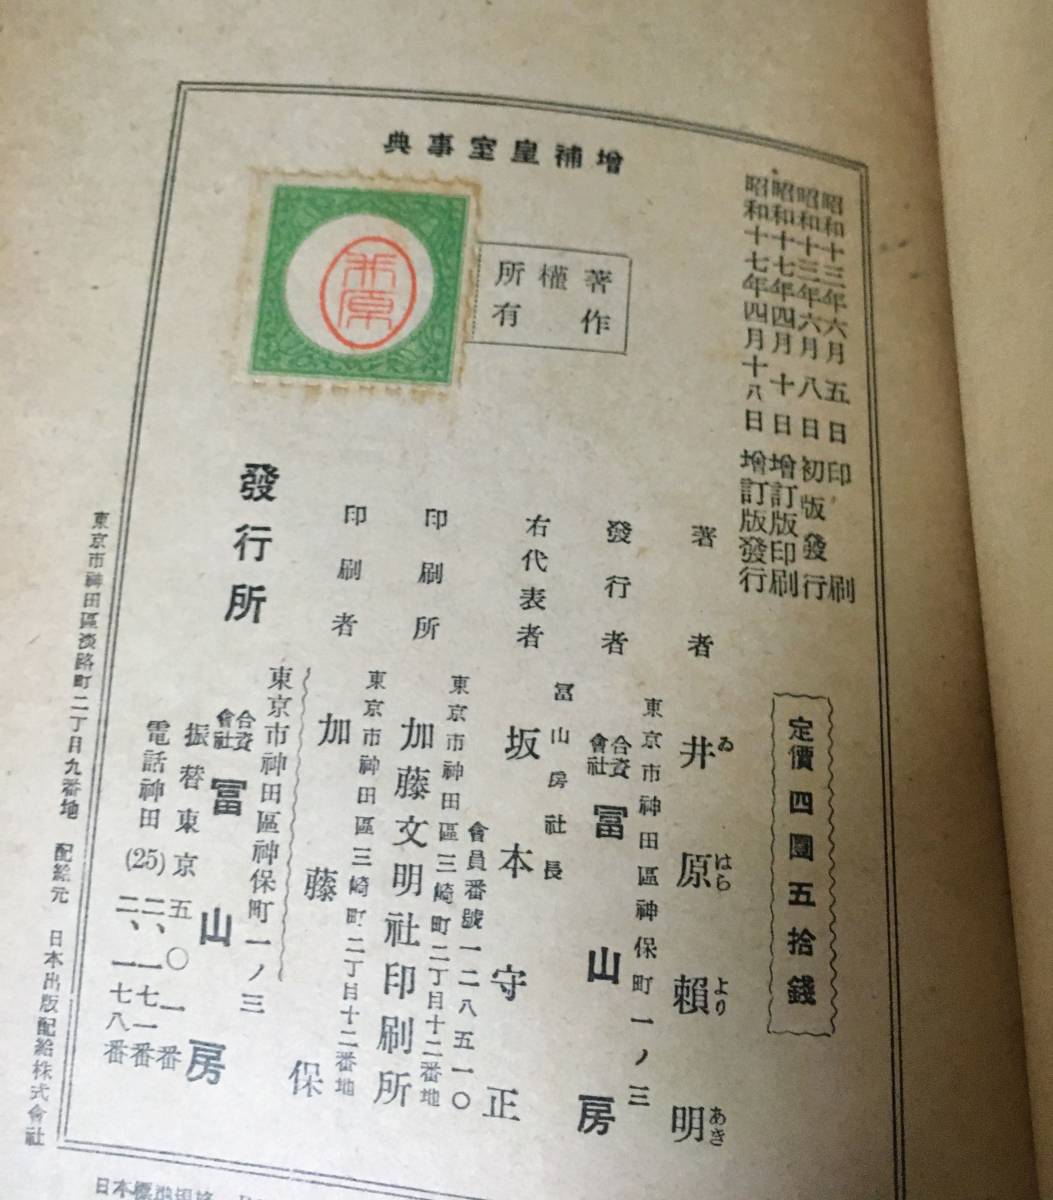 增補皇室事典
昭和十三年六月五日印刷
昭和十三年六月八日初版發行
昭和十七年四月十日增訂版印刷
昭和十七年四月十八日增訂版發行
定價四圓五拾錢
著作
權
所有
井原
著者
井原賴明
ゐ はら より あき
發行者
東京市神田區神保町一ノ三
合資會社冨山房
右代表者
冨山房社長
坂本守正
會員番號一二八五一〇
印刷所
東京市神田區三崎町二丁目十二番地
加藤文明社印刷所
印刷者
東京市神田區三崎町二丁目十二番地
加藤保
發行所
東京市神田區神保町一ノ三
合資會社冨山房
振替東京五〇一番
電話神田(25)二、一七一番
二、一七八番
東京市神田區淡路町二丁目九番地 配給元 日本出版配給株式會社